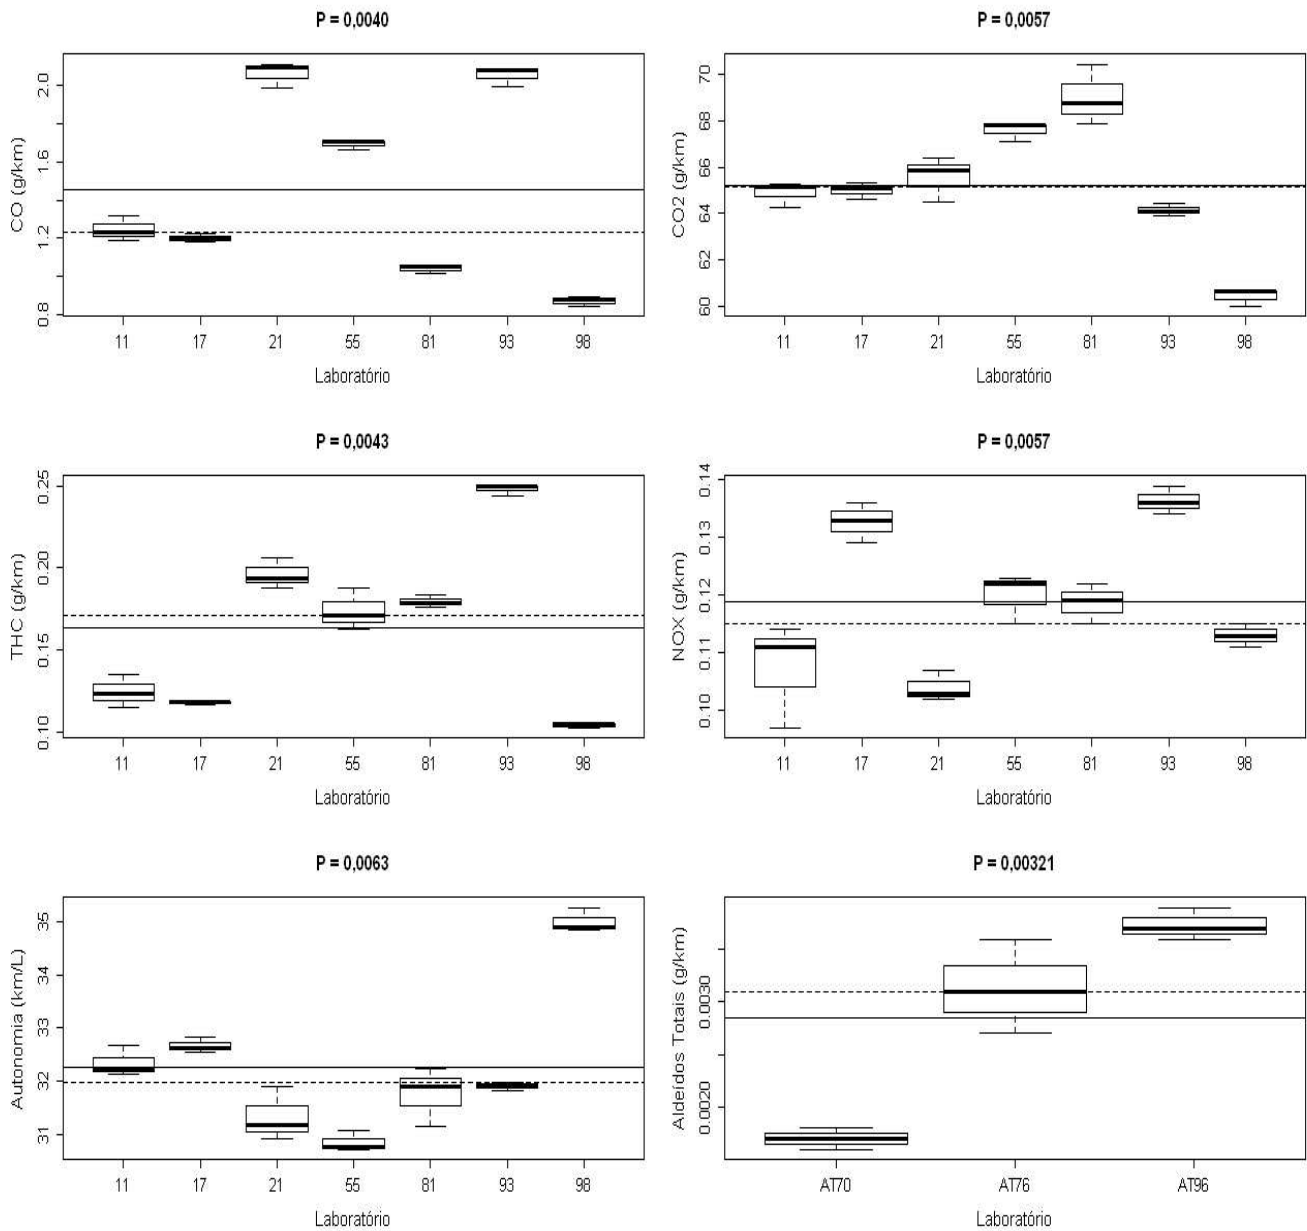 P = 0,0040
CO (g/km)
2.0
1.6
1.2
0.8
11 17 21 55 81 93 98
Laboratório
P = 0,0057
CO2 (g/km)
70
68
66
64
62
60
11 17 21 55 81 93 98
Laboratório
P = 0,0043
THC (g/km)
0.25
0.20
0.15
0.10
11 17 21 55 81 93 98
Laboratório
P = 0,0057
NOX (g/km)
0.14
0.13
0.12
0.11
0.10
11 17 21 55 81 93 98
Laboratório
P = 0,0063
Autonomia (km/L)
35
34
33
32
31
11 17 21 55 81 93 98
Laboratório
P = 0,00321
Aldeídos Totais (g/km)
0.0030
0.0020
AT70 AT76 AT96
Laboratório